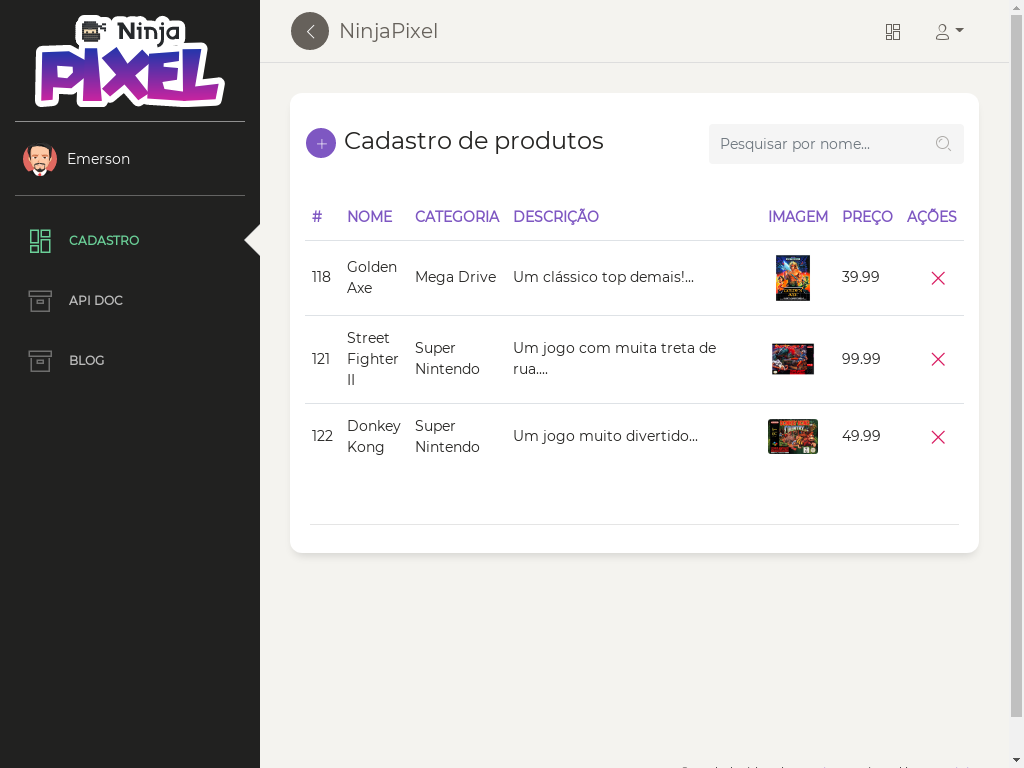 Ninja
PIXEL
NinjaPixel
Emerson
CADASTRO
API DOC
BLOG
Cadastro de produtos
Pesquisar por nome...
# NOME CATEGORIA DESCRIÇÃO IMAGEM PREÇO AÇÕES
118 Golden Axe Mega Drive Um clássico top demais!... 39.99
121 Street Fighter II Super Nintendo Um jogo com muita treta de rua.... 99.99
122 Donkey Kong Super Nintendo Um jogo muito divertido... 49.99